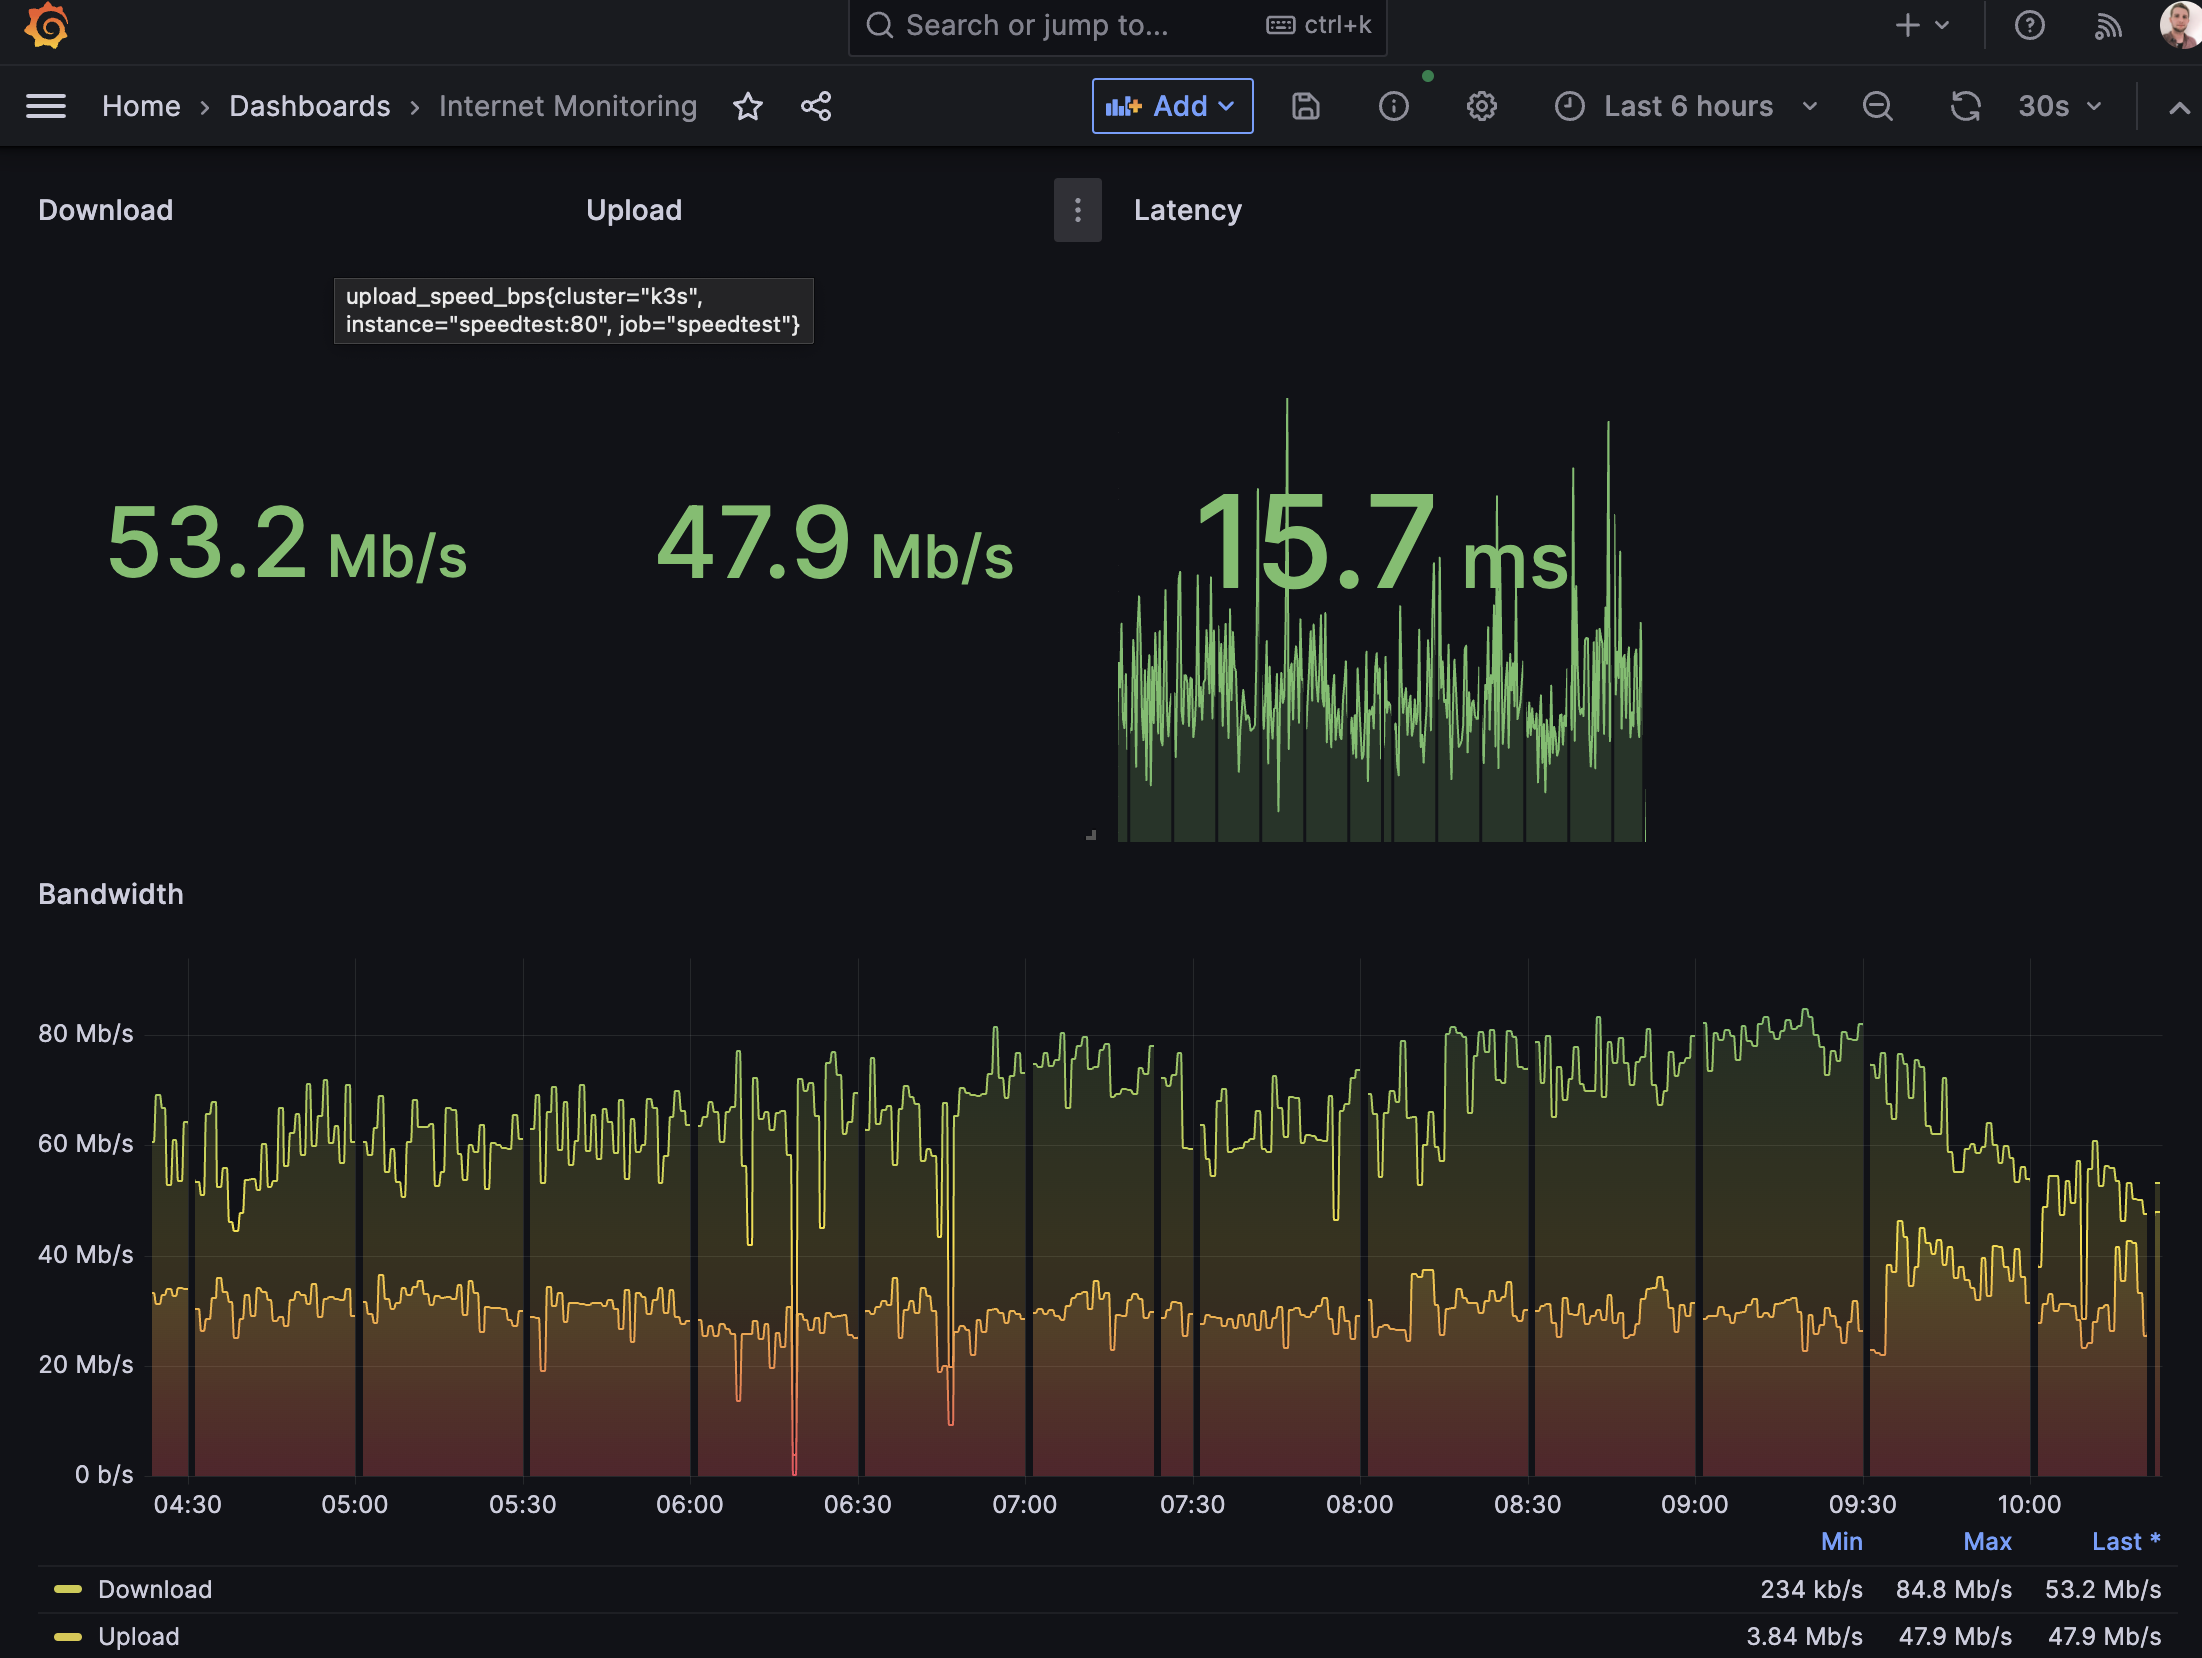 Search or jump to... ctrl+k
Home › Dashboards › Internet Monitoring Add Last 6 hours 30s
Download Upload Latency
upload_speed_bps{cluster="k3s",
instance="speedtest:80", job="speedtest"}
53.2 Mb/s 47.9 Mb/s 15.7 ms
Bandwidth
80 Mb/s
60 Mb/s
40 Mb/s
20 Mb/s
0 b/s
04:30 05:00 05:30 06:00 06:30 07:00 07:30 08:00 08:30 09:00 09:30 10:00
Min Max Last *
Download 234 kb/s 84.8 Mb/s 53.2 Mb/s
Upload 3.84 Mb/s 47.9 Mb/s 47.9 Mb/s